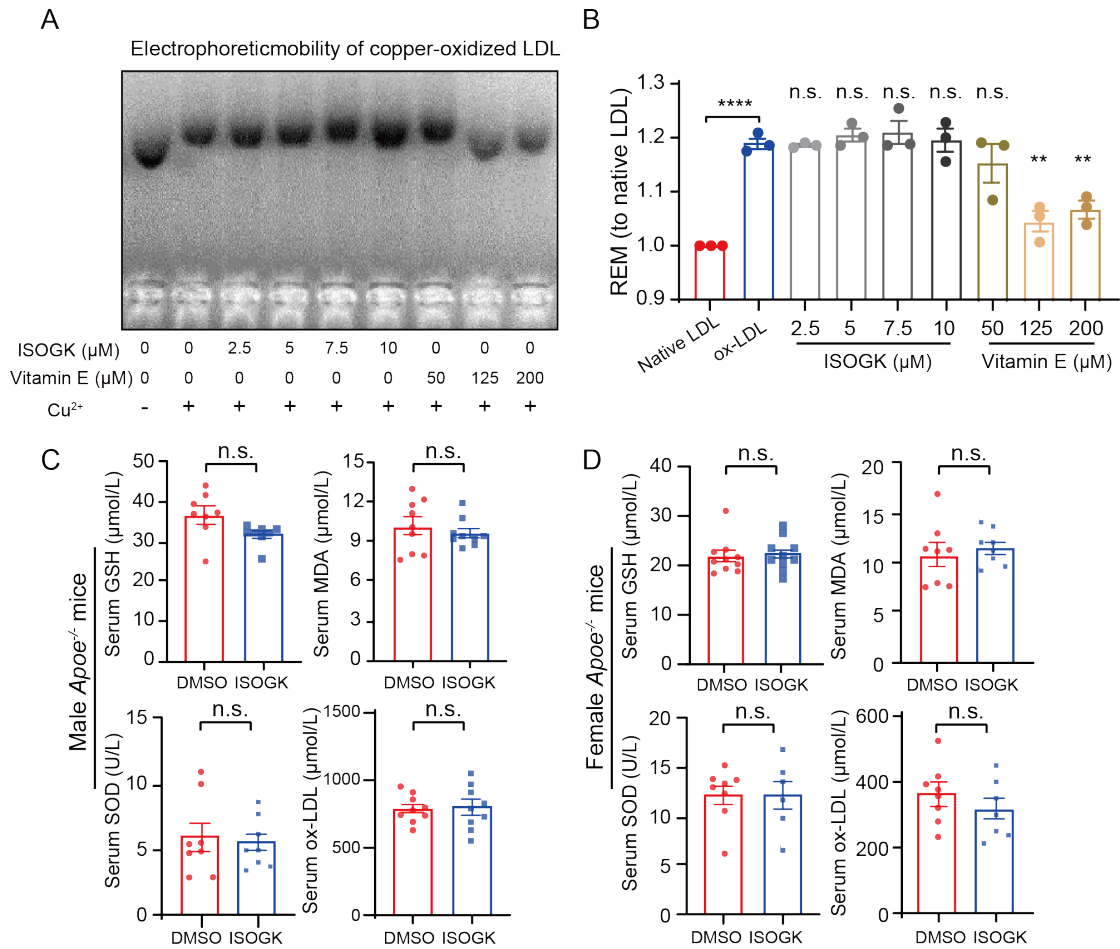 A
Electrophoreticmobility of copper-oxidized LDL
ISOGK (μM) 0 0 2.5 5 7.5 10 0 0 0
Vitamin E (μM) 0 0 0 0 0 0 50 125 200
Cu²⁺ - + + + + + + + +
B
REM (to native LDL)
1.3
1.2
1.1
1.0
0.9
**** n.s. n.s. n.s. n.s. n.s. ** **
Native LDL ox-LDL 2.5 5 7.5 10 50 125 200
ISOGK (μM) Vitamin E (μM)
C
Male Apoe⁻/⁻ mice
Serum GSH (μmol/L)
50
40
30
20
10
0
n.s.
DMSO ISOGK
Serum MDA (μmol/L)
15
12
9
6
3
0
n.s.
DMSO ISOGK
Serum SOD (U/L)
15
10
5
0
n.s.
DMSO ISOGK
Serum ox-LDL (μmol/L)
1500
1000
500
0
n.s.
DMSO ISOGK
D
Female Apoe⁻/⁻ mice
Serum GSH (μmol/L)
40
30
20
10
0
n.s.
DMSO ISOGK
Serum MDA (μmol/L)
20
15
10
5
0
n.s.
DMSO ISOGK
Serum SOD (U/L)
20
15
10
5
0
n.s.
DMSO ISOGK
Serum ox-LDL (μmol/L)
600
400
200
0
n.s.
DMSO ISOGK